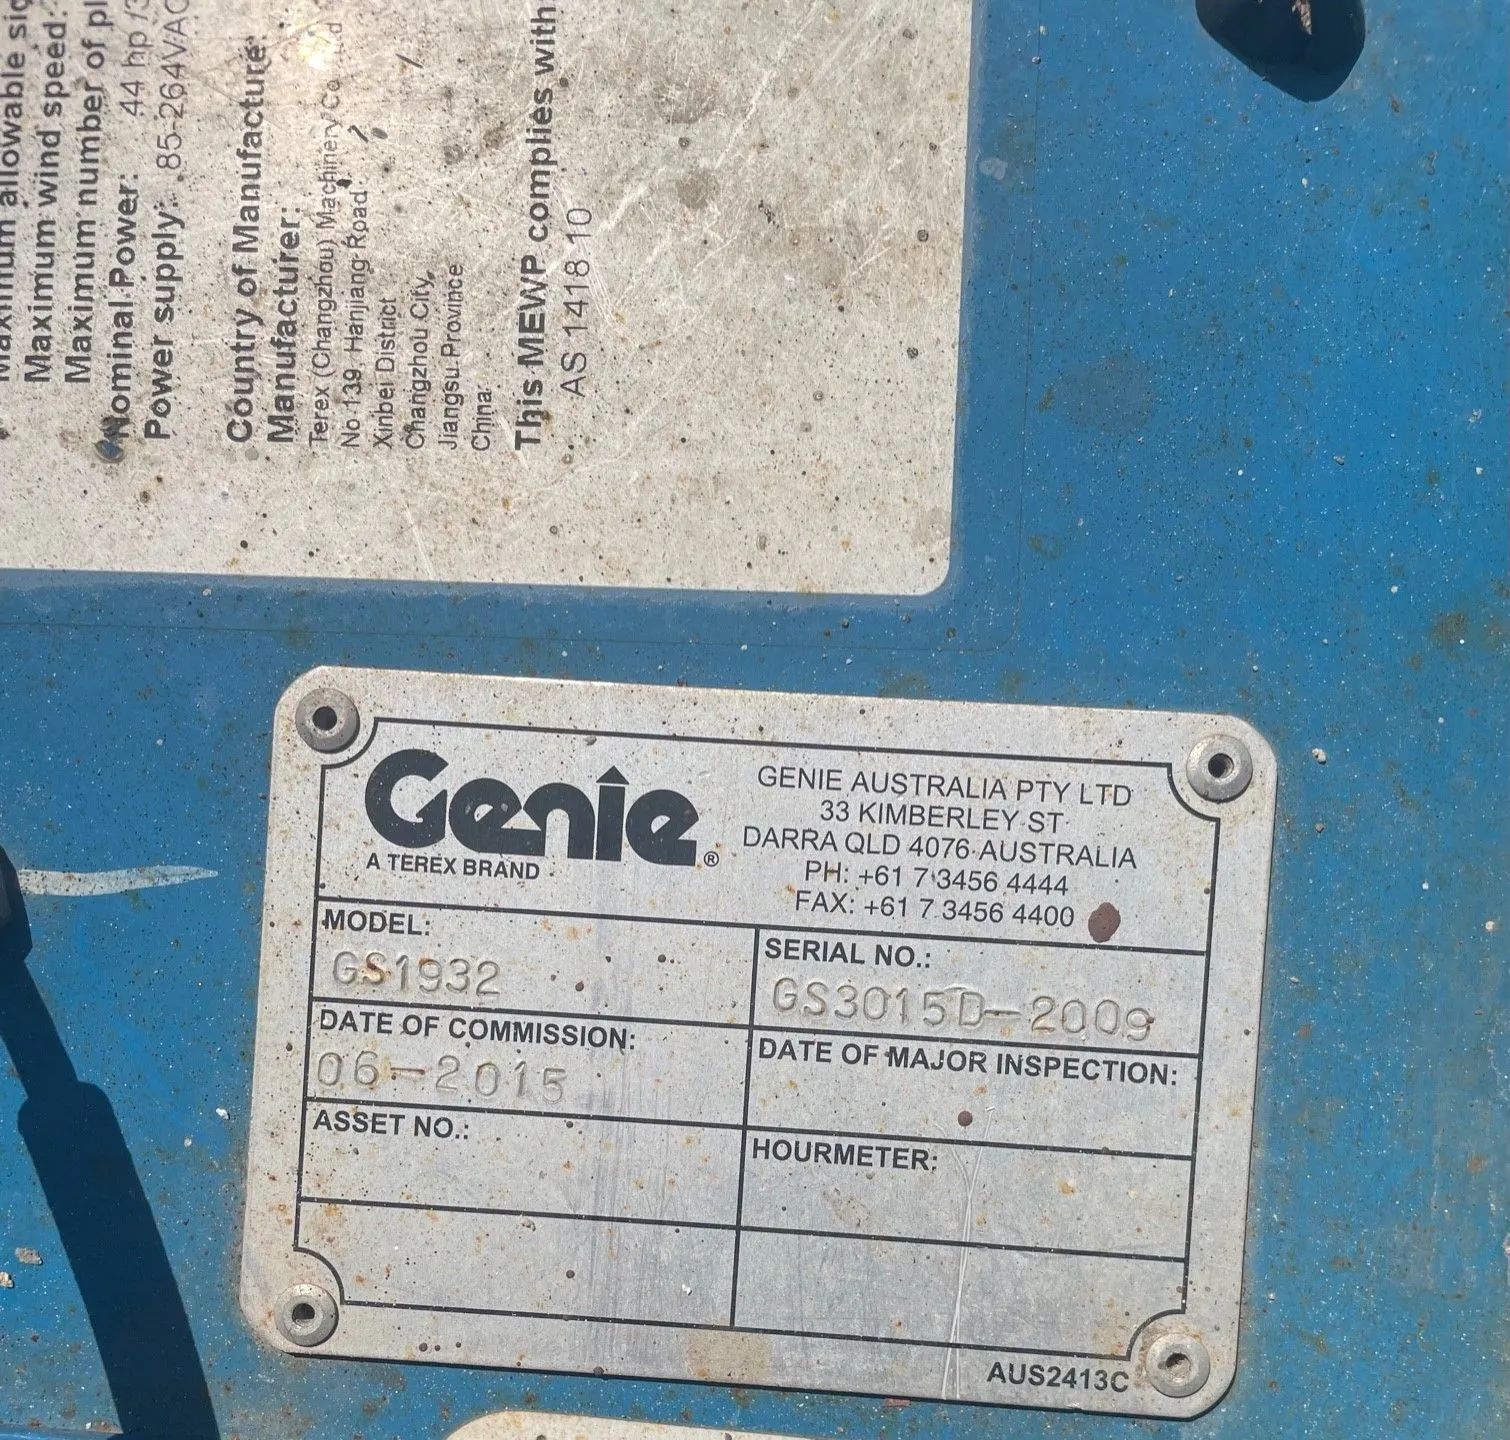 Maximum wind speed:
Maximum number of
Nominal Power: 44 hp
Power supply: 85-264VAC
Country of Manufacture:
Manufacturer:
Terex (Changzhou) Machinery Co., Ltd
No 139 Hanjiang Road
Xinbei District
Changzhou City,
Jiangsu Province
China
This MEWP complies with
AS 1418.10
Genie®
A TEREX BRAND
GENIE AUSTRALIA PTY LTD
33 KIMBERLEY ST
DARRA QLD 4076 AUSTRALIA
PH: +61 7 3456 4444
FAX: +61 7 3456 4400
MODEL:
GS1932
SERIAL NO.:
GS3015D-2009
DATE OF COMMISSION:
06-2015
DATE OF MAJOR INSPECTION:
ASSET NO.:
HOURMETER:
AUS2413C